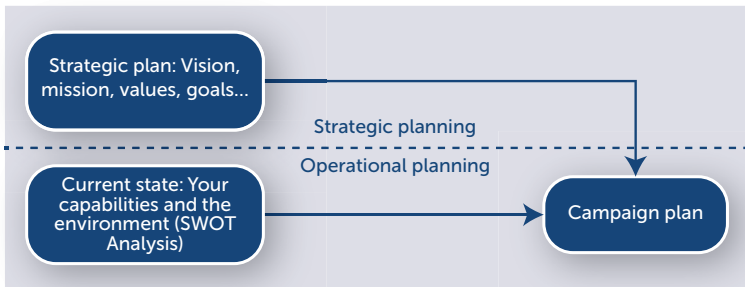 Strategic plan: Vision,
mission, values, goals...
Strategic planning
Operational planning
Current state: Your
capabilities and the
environment (SWOT
Analysis)
Campaign plan